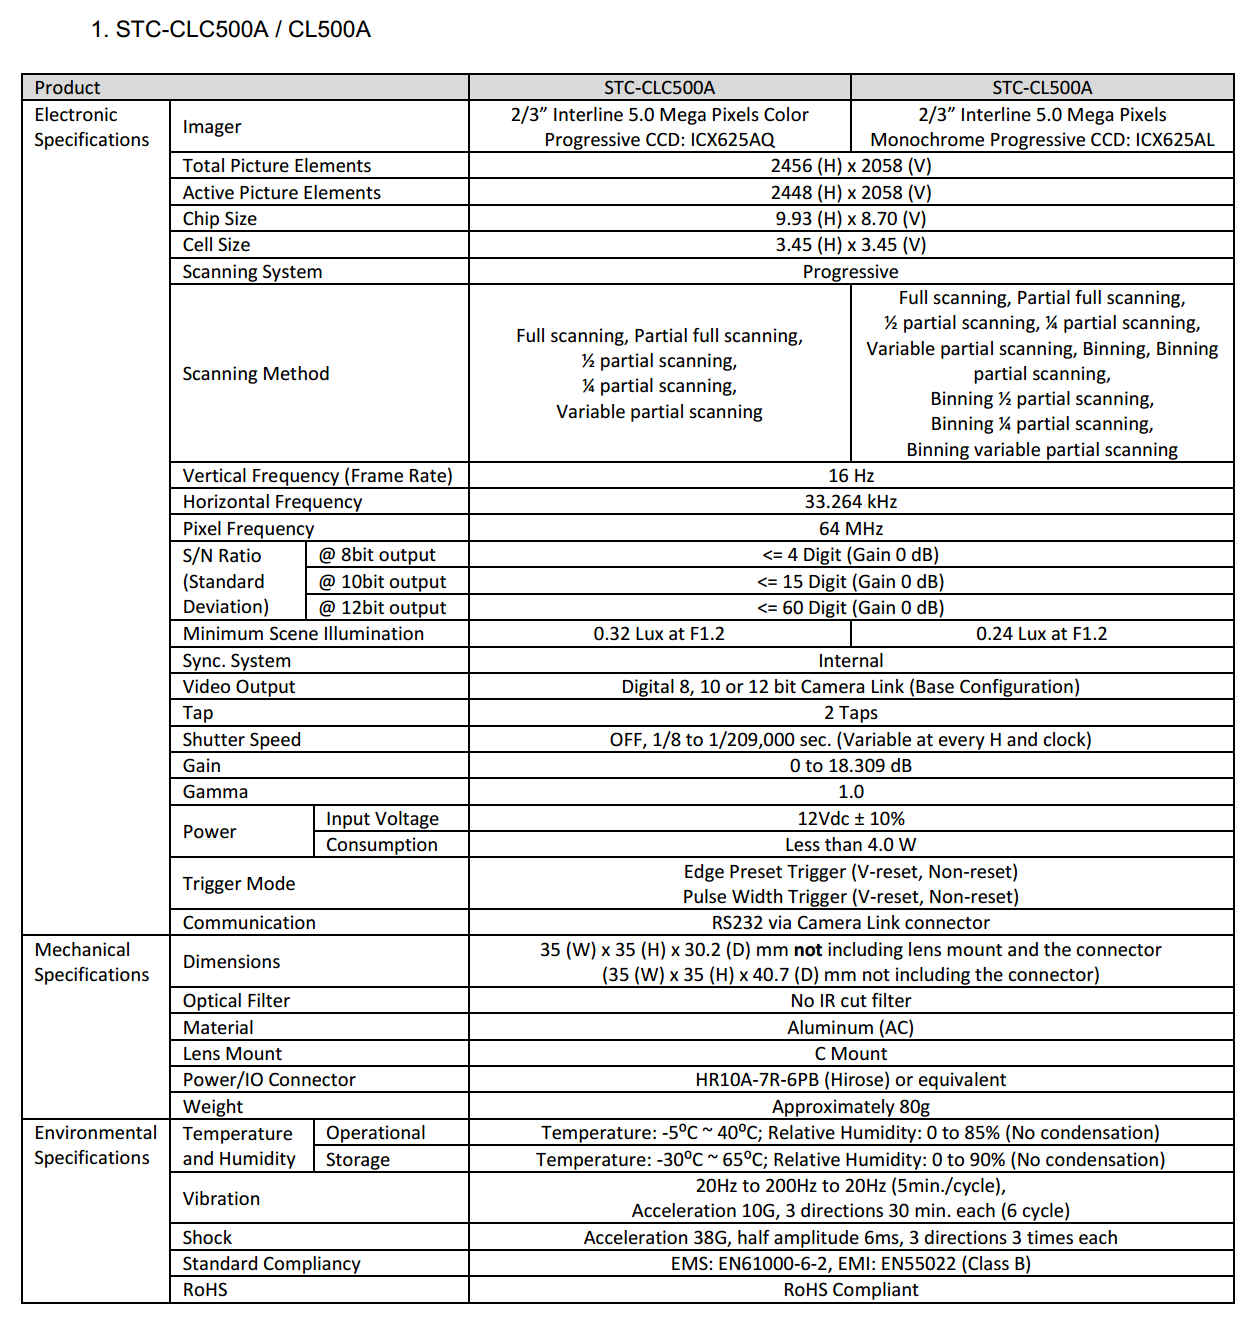 1. STC-CLC500A / CL500A
Product STC-CLC500A STC-CL500A
Electronic Specifications
Imager
2/3” Interline 5.0 Mega Pixels Color
Progressive CCD: ICX625AQ
2/3” Interline 5.0 Mega Pixels
Monochrome Progressive CCD: ICX625AL
Total Picture Elements 2456 (H) x 2058 (V)
Active Picture Elements 2448 (H) x 2058 (V)
Chip Size 9.93 (H) x 8.70 (V)
Cell Size 3.45 (H) x 3.45 (V)
Scanning System Progressive
Scanning Method
Full scanning, Partial full scanning,
½ partial scanning,
¼ partial scanning,
Variable partial scanning
Full scanning, Partial full scanning,
½ partial scanning, ¼ partial scanning,
Variable partial scanning, Binning, Binning
partial scanning,
Binning ½ partial scanning,
Binning ¼ partial scanning,
Binning variable partial scanning
Vertical Frequency (Frame Rate) 16 Hz
Horizontal Frequency 33.264 kHz
Pixel Frequency 64 MHz
S/N Ratio
(Standard
Deviation)
@ 8bit output <= 4 Digit (Gain 0 dB)
@ 10bit output <= 15 Digit (Gain 0 dB)
@ 12bit output <= 60 Digit (Gain 0 dB)
Minimum Scene Illumination 0.32 Lux at F1.2 0.24 Lux at F1.2
Sync. System Internal
Video Output Digital 8, 10 or 12 bit Camera Link (Base Configuration)
Tap 2 Taps
Shutter Speed OFF, 1/8 to 1/209,000 sec. (Variable at every H and clock)
Gain 0 to 18.309 dB
Gamma 1.0
Power
Input Voltage 12Vdc ± 10%
Consumption Less than 4.0 W
Trigger Mode
Edge Preset Trigger (V-reset, Non-reset)
Pulse Width Trigger (V-reset, Non-reset)
Communication RS232 via Camera Link connector
Mechanical
Specifications
Dimensions
35 (W) x 35 (H) x 30.2 (D) mm not including lens mount and the connector
(35 (W) x 35 (H) x 40.7 (D) mm not including the connector)
Optical Filter No IR cut filter
Material Aluminum (AC)
Lens Mount C Mount
Power/IO Connector HR10A-7R-6PB (Hirose) or equivalent
Weight Approximately 80g
Environmental
Specifications
Temperature
and Humidity
Operational Temperature: -5⁰C ~ 40⁰C; Relative Humidity: 0 to 85% (No condensation)
Storage Temperature: -30⁰C ~ 65⁰C; Relative Humidity: 0 to 90% (No condensation)
Vibration
20Hz to 200Hz to 20Hz (5min./cycle),
Acceleration 10G, 3 directions 30 min. each (6 cycle)
Shock Acceleration 38G, half amplitude 6ms, 3 directions 3 times each
Standard Compliancy EMS: EN61000-6-2, EMI: EN55022 (Class B)
RoHS RoHS Compliant